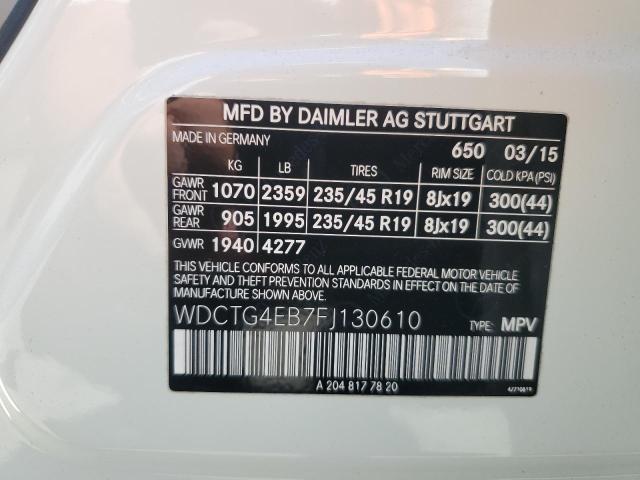 MFD BY DAIMLER AG STUTTGART
MADE IN GERMANY 650 03/15
KG LB TIRES RIM SIZE COLD KPA(PSI)
GAWR FRONT 1070 2359 235/45 R19 8Jx19 300(44)
GAWR REAR 905 1995 235/45 R19 8Jx19 300(44)
GVWR 1940 4277
THIS VEHICLE CONFORMS TO ALL APPLICABLE FEDERAL MOTOR VEHICLE
SAFETY AND THEFT PREVENTION STANDARDS IN EFFECT ON THE DATE OF
MANUFACTURE SHOWN ABOVE.
WDCTG4EB7FJ130610 TYPE: MPV
A 204 817 78 20